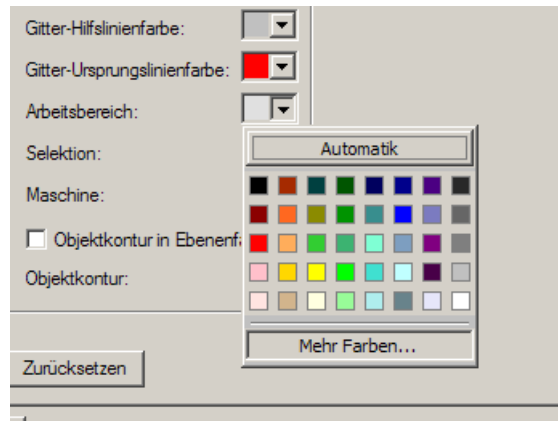 Gitter-Hilfslinienfarbe:
Gitter-Ursprungslinienfarbe:
Arbeitsbereich:
Selektion:
Automatik
Maschine:
Objektkontur in Ebenenfa
Objektkontur:
Mehr Farben...
Zurücksetzen